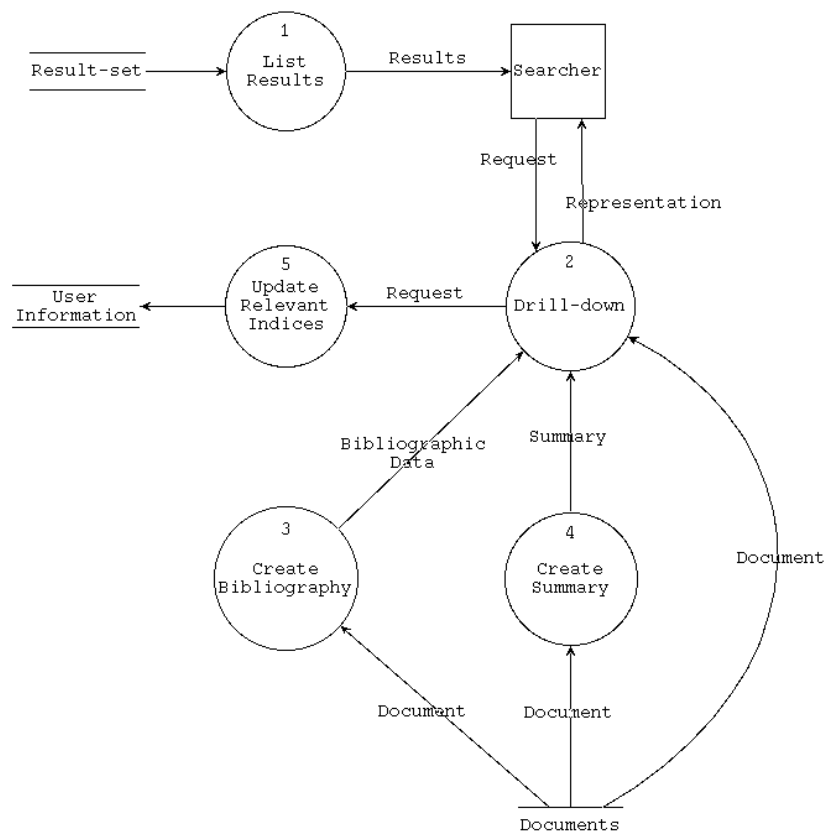 1
List
Results
Result-set
Results
Searcher
Request
Representation
5
Update
Relevant
Indices
User
Information
Request
2
Drill-down
Bibliographic
Data
Summary
3
Create
Bibliography
4
Create
Summary
Document
Document
Document
Documents